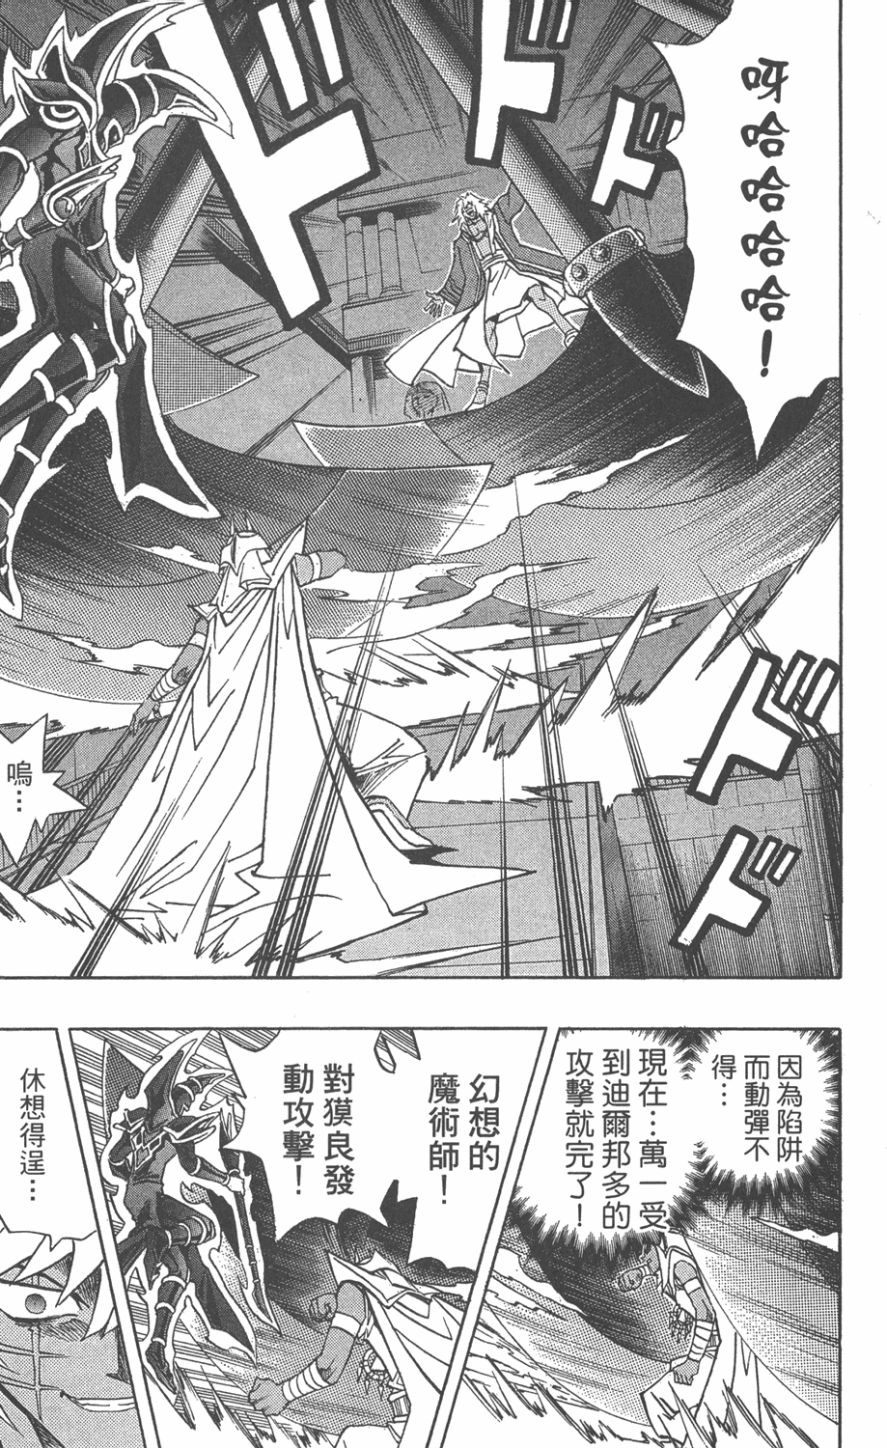 呀哈哈哈哈!
ド
ド
ド
ド
ド
嗚…
因為陷阱
而動彈不
得…
現在…萬一受
到迪爾邦多的
攻擊就完了!
幻想的
魔術師!
對獏良發
動攻擊!
休想得逞…